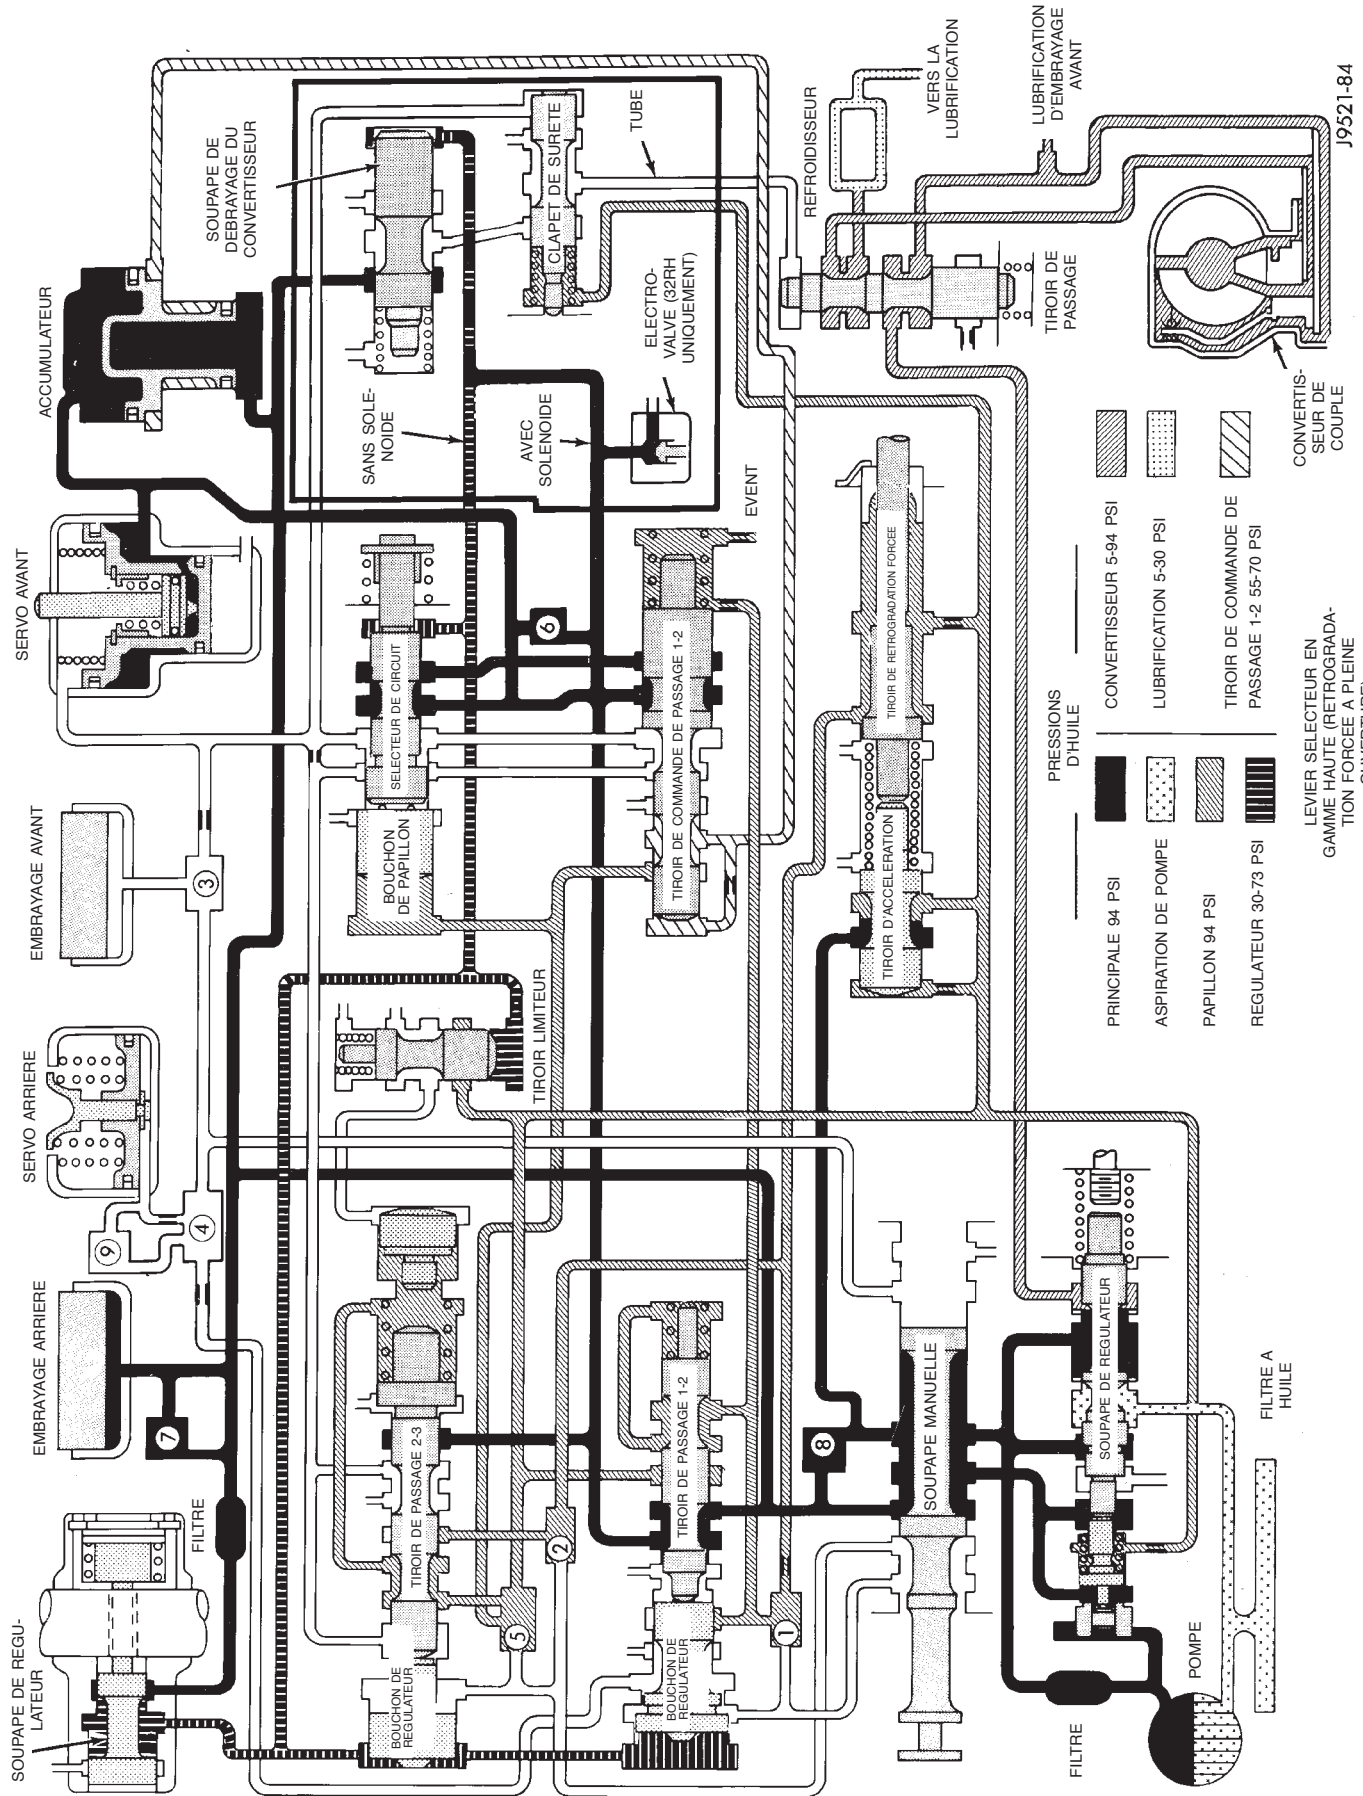 SOUPAPE DE REGU-
LATEUR
FILTRE
EMBRAYAGE ARRIERE
SERVO ARRIERE
EMBRAYAGE AVANT
SERVO AVANT
ACCUMULATEUR
7
9
4
3
SOUPAPE DE
DEBRAYAGE DU
CONVERTISSEUR
SANS SOLE-
NOIDE
AVEC
SOLENOIDE
CLAPET DE SURETE
TUBE
ELECTRO-
VALVE (32RH
UNIQUEMENT)
BOUCHON DE
REGULATEUR
TIROIR DE PASSAGE 2-3
5
2
TIROIR LIMITEUR
BOUCHON
DE PAPILLON
SELECTEUR DE CIRCUIT
6
BOUCHON DE
REGULATEUR
TIROIR DE PASSAGE 1-2
1
TIROIR DE COMMANDE DE PASSAGE 1-2
EVENT
8
SOUPAPE MANUELLE
TIROIR D'ACCELERATION
TIROIR DE RETROGRADATION FORCEE
REFROIDISSEUR
VERS LA
LUBRIFICATION
LUBRIFICATION
D'EMBRAYAGE
AVANT
TIROIR DE
PASSAGE
CONVERTIS-
SEUR DE
COUPLE
FILTRE
POMPE
SOUPAPE DE REGULATEUR
FILTRE A
HUILE
PRESSIONS
D'HUILE
PRINCIPALE 94 PSI
ASPIRATION DE POMPE
PAPILLON 94 PSI
REGULATEUR 30-73 PSI
CONVERTISSEUR 5-94 PSI
LUBRIFICATION 5-30 PSI
TIROIR DE COMMANDE DE
PASSAGE 1-2 55-70 PSI
LEVIER SELECTEUR EN
GAMME HAUTE (RETROGRADA-
TION FORCEE A PLEINE
J9521-84